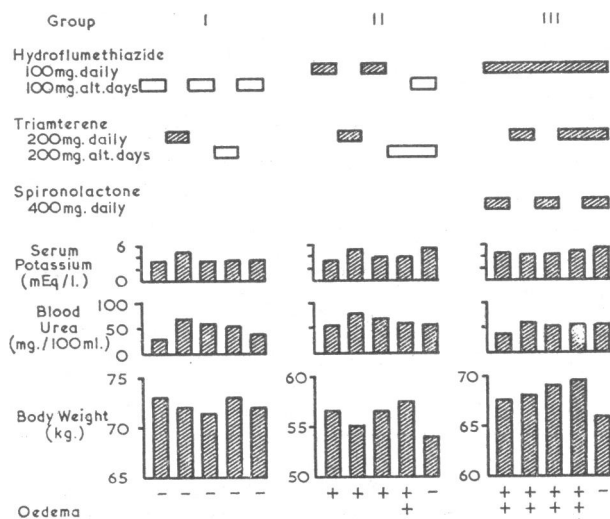 Group I II III
Hydroflumethiazide
100mg. daily
100mg. alt. days
Triamterene
200mg. daily
200mg. alt. days
Spironolactone
400mg. daily
Serum
Potassium
(mEq/l.)
6
0
Blood
Urea
(mg./100ml.)
100
50
0
Body Weight
(kg.)
75
70
65
60
55
50
70
65
60
Oedema
- - - - -
+ + + + -
+
+ + + + -
+ + + +